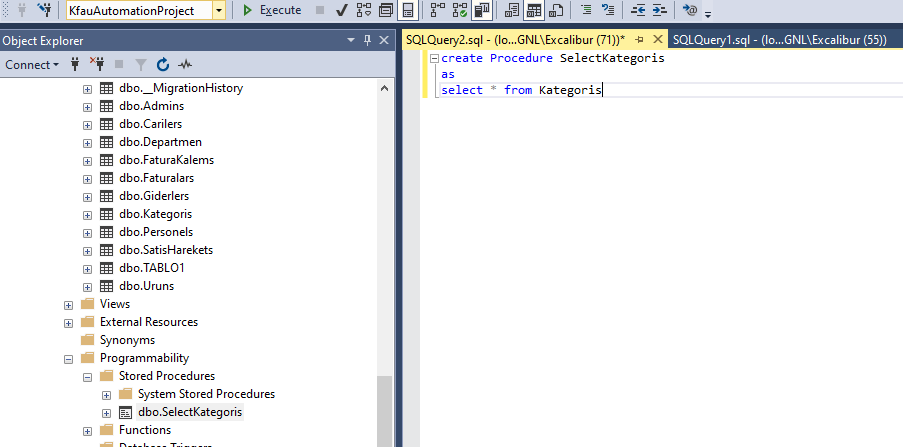 KfauAutomationProject
Execute
Object Explorer
Connect
dbo.__MigrationHistory
dbo.Admins
dbo.Carilers
dbo.Departmen
dbo.FaturaKalems
dbo.Faturalars
dbo.Giderlers
dbo.Kategoris
dbo.Personels
dbo.SatisHarekets
dbo.TABLO1
dbo.Uruns
Views
External Resources
Synonyms
Programmability
Stored Procedures
System Stored Procedures
dbo.SelectKategoris
Functions
Database Triggers
SQLQuery2.sql - (lo...GNL\Excalibur (71))*
SQLQuery1.sql - (lo...GNL\Excalibur (55))
create Procedure SelectKategoris
as
select * from Kategoris